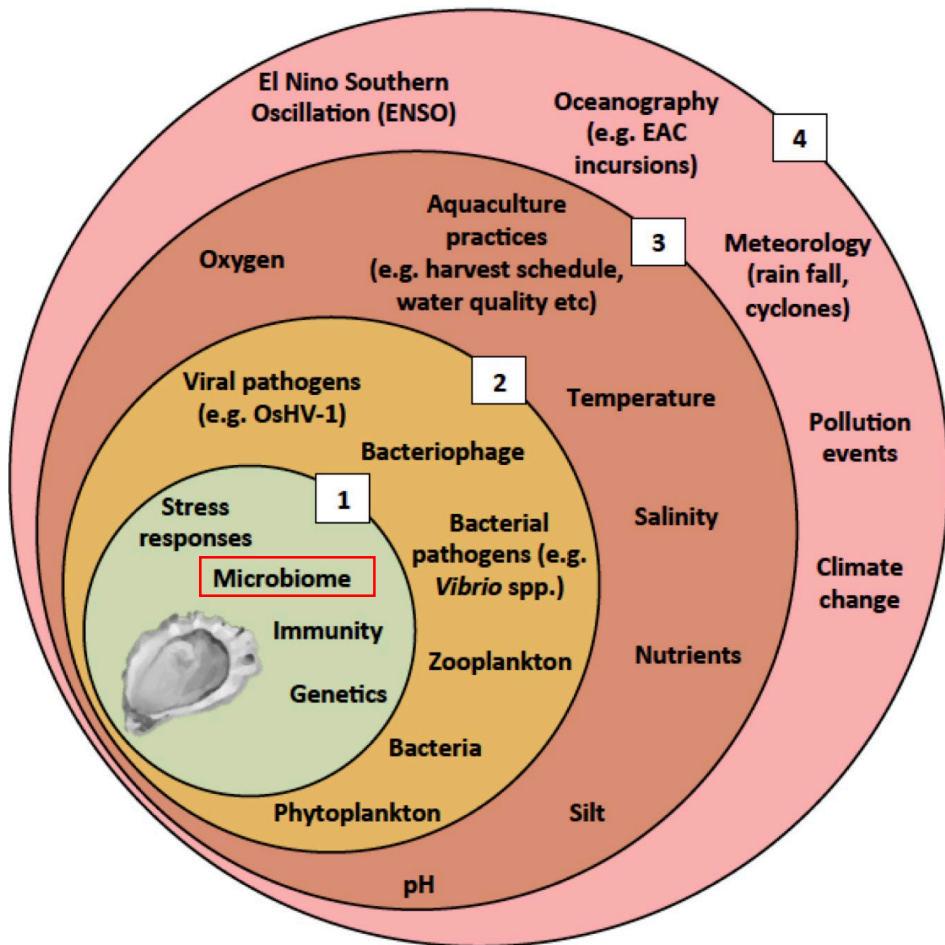 El Nino Southern
Oscillation (ENSO)
Oceanography
(e.g. EAC
incursions)
4
Aquaculture
practices
(e.g. harvest schedule,
water quality etc)
3
Oxygen
Meteorology
(rain fall,
cyclones)
Viral pathogens
(e.g. OsHV-1)
2
Temperature
Pollution
events
Bacteriophage
Stress
responses
1
Bacterial
pathogens (e.g.
Vibrio spp.)
Salinity
Climate
change
Microbiome
Immunity
Zooplankton
Nutrients
Genetics
Bacteria
Phytoplankton
Silt
pH